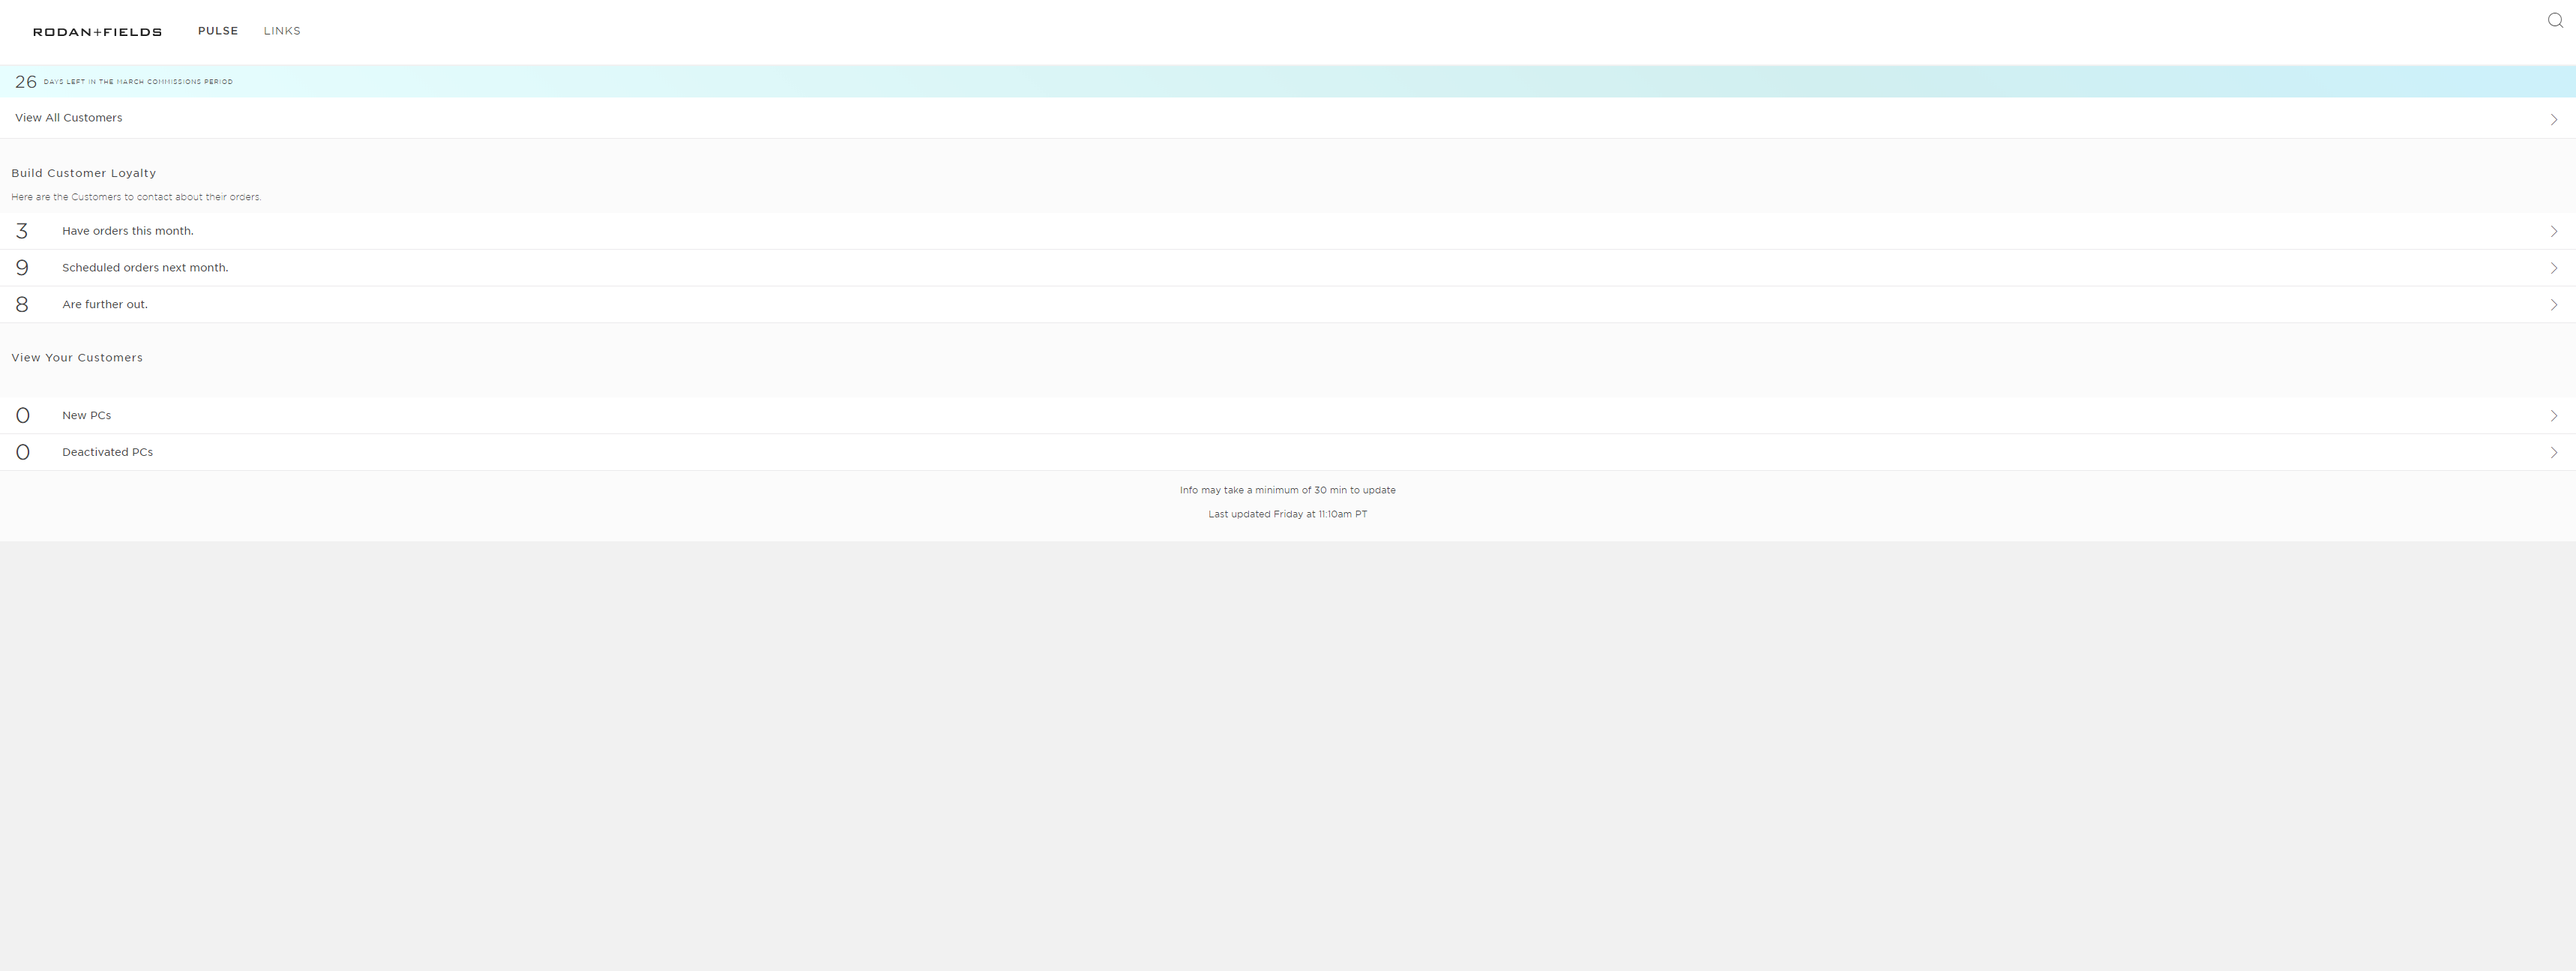 RODAN+FIELDS PULSE LINKS
26 DAYS LEFT IN THE MARCH COMMISSIONS PERIOD
View All Customers
Build Customer Loyalty
Here are the Customers to contact about their orders.
3 Have orders this month.
9 Scheduled orders next month.
8 Are further out.
View Your Customers
0 New PCs
0 Deactivated PCs
Info may take a minimum of 30 min to update
Last updated Friday at 11:10am PT